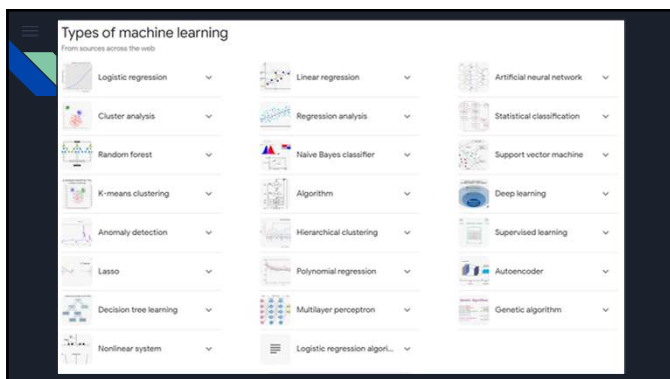 Types of machine learning
From sources across the web
Logistic regression
Linear regression
Artificial neural network
Cluster analysis
Regression analysis
Statistical classification
Random forest
Naive Bayes classifier
Support vector machine
K-means clustering
Algorithm
Deep learning
Anomaly detection
Hierarchical clustering
Supervised learning
Lasso
Polynomial regression
Autoencoder
Decision tree learning
Multilayer perceptron
Genetic algorithm
Nonlinear system
Logistic regression algori...